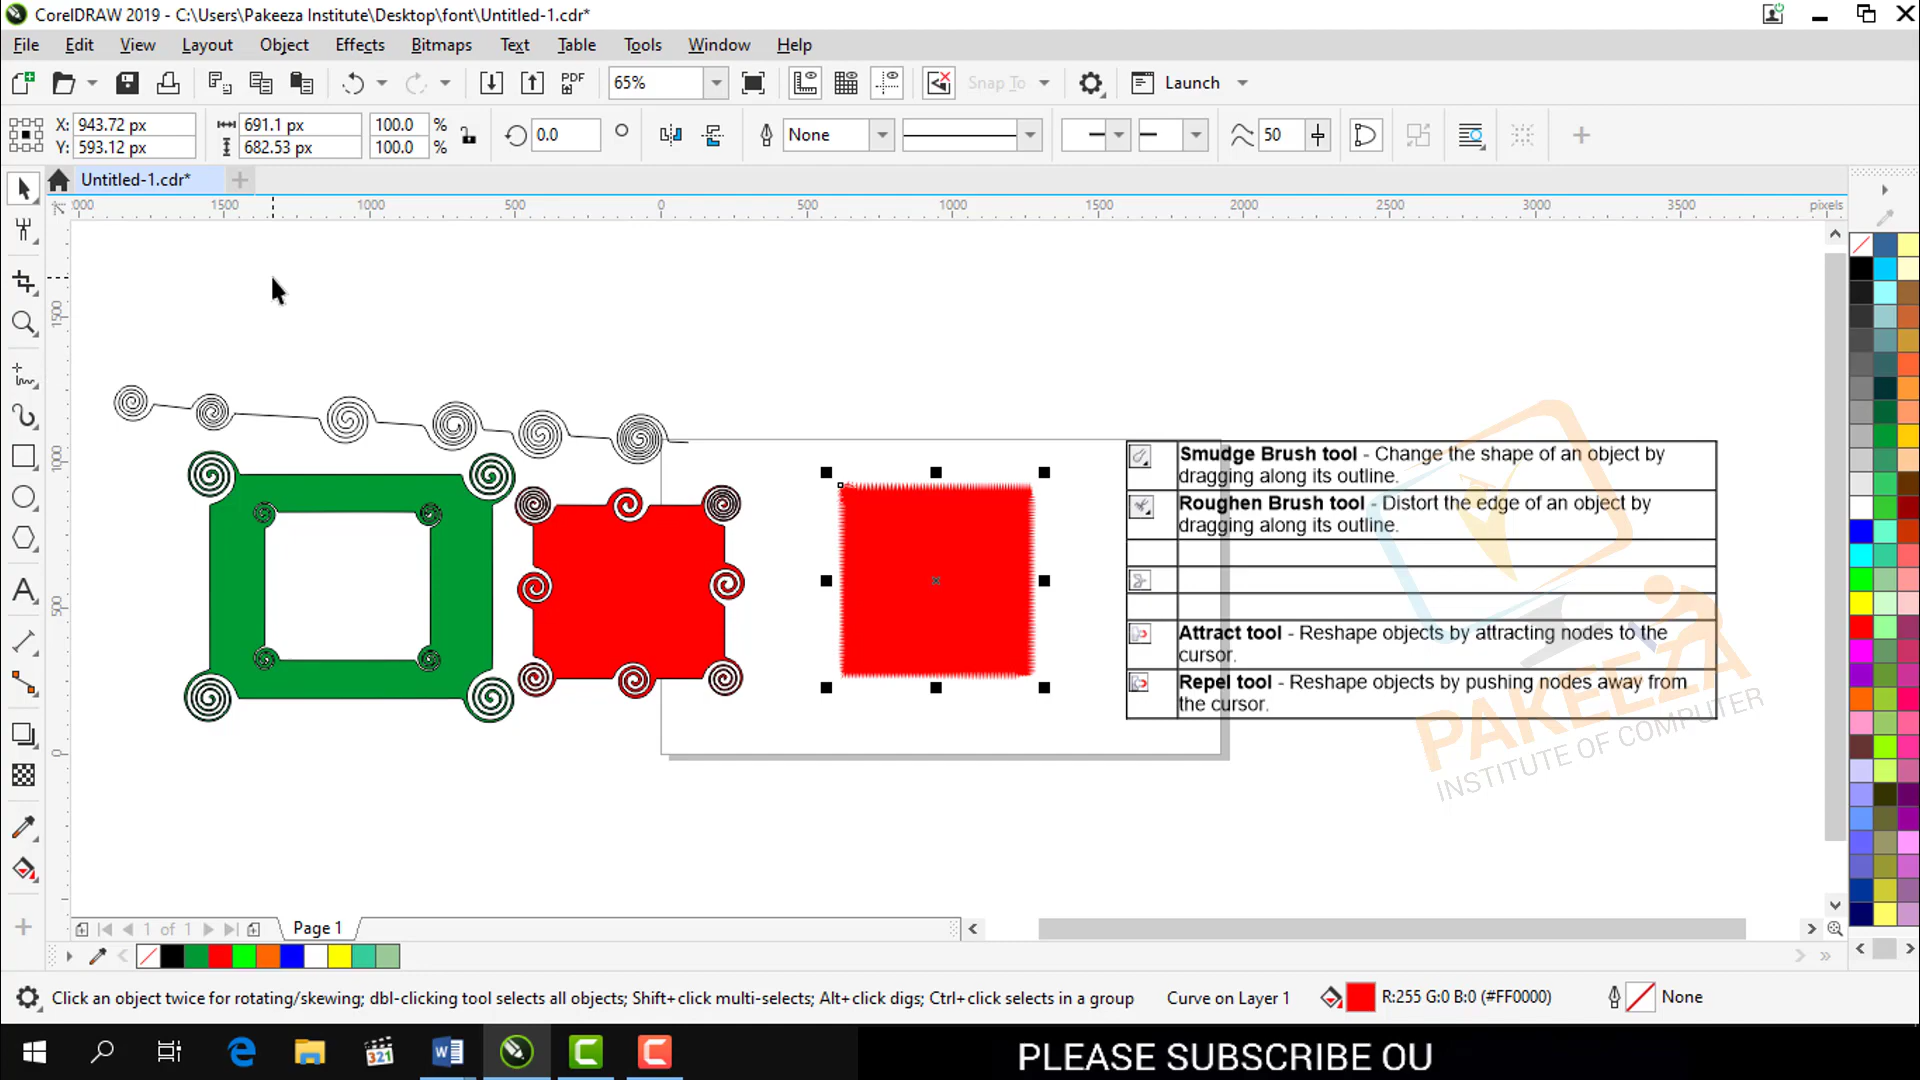 CorelDRAW 2019 - C:\Users\Pakeeza Institute\Desktop\font\Untitled-1.cdr*
File Edit View Layout Object Effects Bitmaps Text Table Tools Window Help
PDF 65% Snap To Launch
X: 943.72 px 691.1 px 100.0 % 0.0 ° None 50
Y: 593.12 px 682.53 px 100.0 %
Untitled-1.cdr*
1500 1000 500 0 500 1000 1500 2000 2500 3000 3500 pixels
1500
1000
500
0
Smudge Brush tool - Change the shape of an object by
dragging along its outline.
Roughen Brush tool - Distort the edge of an object by
dragging along its outline.
Attract tool - Reshape objects by attracting nodes to the
cursor.
Repel tool - Reshape objects by pushing nodes away from
the cursor.
PAKEEZA
INSTITUTE OF COMPUTER
1 of 1 Page 1
Click an object twice for rotating/skewing; dbl-clicking tool selects all objects; Shift+click multi-selects; Alt+click digs; Ctrl+click selects in a group Curve on Layer 1 R:255 G:0 B:0 (#FF0000) None
321
PLEASE SUBSCRIBE OU